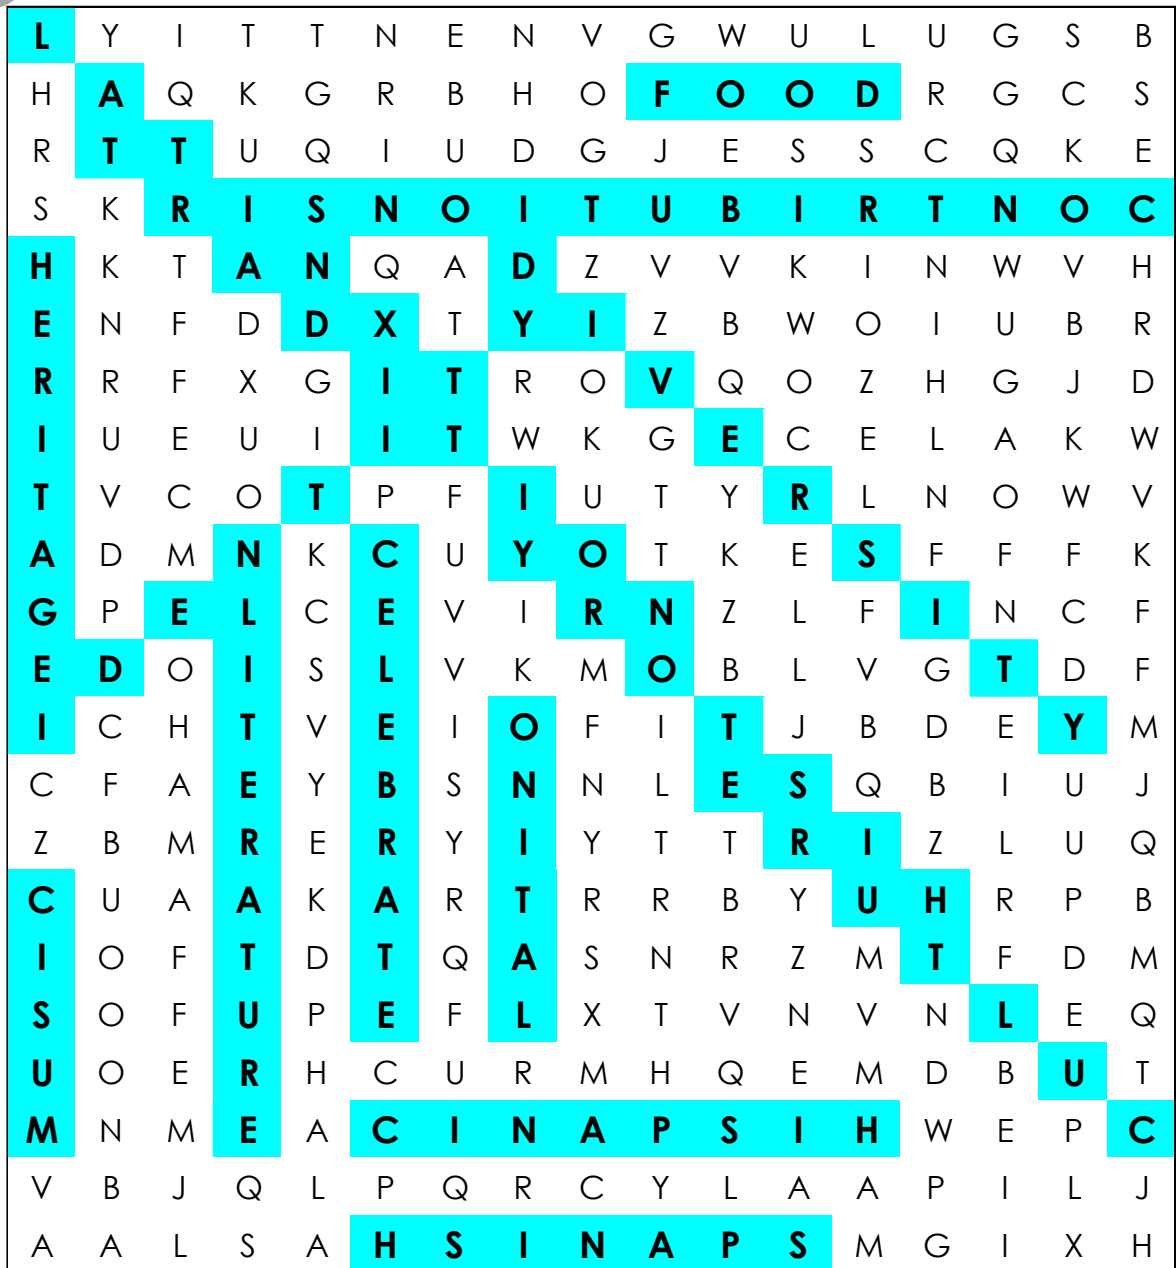 L Y I T T N E N V G W U L U G S B
H A Q K G R B H O F O O D R G C S
R T T U Q I U D G J E S S C Q K E
S K R I S N O I T U B I R T N O C
H K T A N Q A D Z V V K I N W V H
E N F D D X T Y I Z B W O I U B R
R R F X G I T R O V Q O Z H G J D
I U E U I I T W K G E C E L A K W
T V C O T P F I U T Y R L N O W V
A D M N K C U Y O T K E S F F F K
G P E L C E V I R N Z L F I N C F
E D O I S L V K M O B L V G T D F
I C H T V E I O F I T J B D E Y M
C F A E Y B S N N L E S Q B I U J
Z B M R E R Y I Y T T R I Z L U Q
C U A A K A R T R R B Y U H R P B
I O F T D T Q A S N R Z M T F D M
S O F U P E F L X T V N V N L E Q
U O E R H C U R M H Q E M D B U T
M N M E A C I N A P S I H W E P C
V B J Q L P Q R C Y L A A P I L J
A A L S A H S I N A P S M G I X H